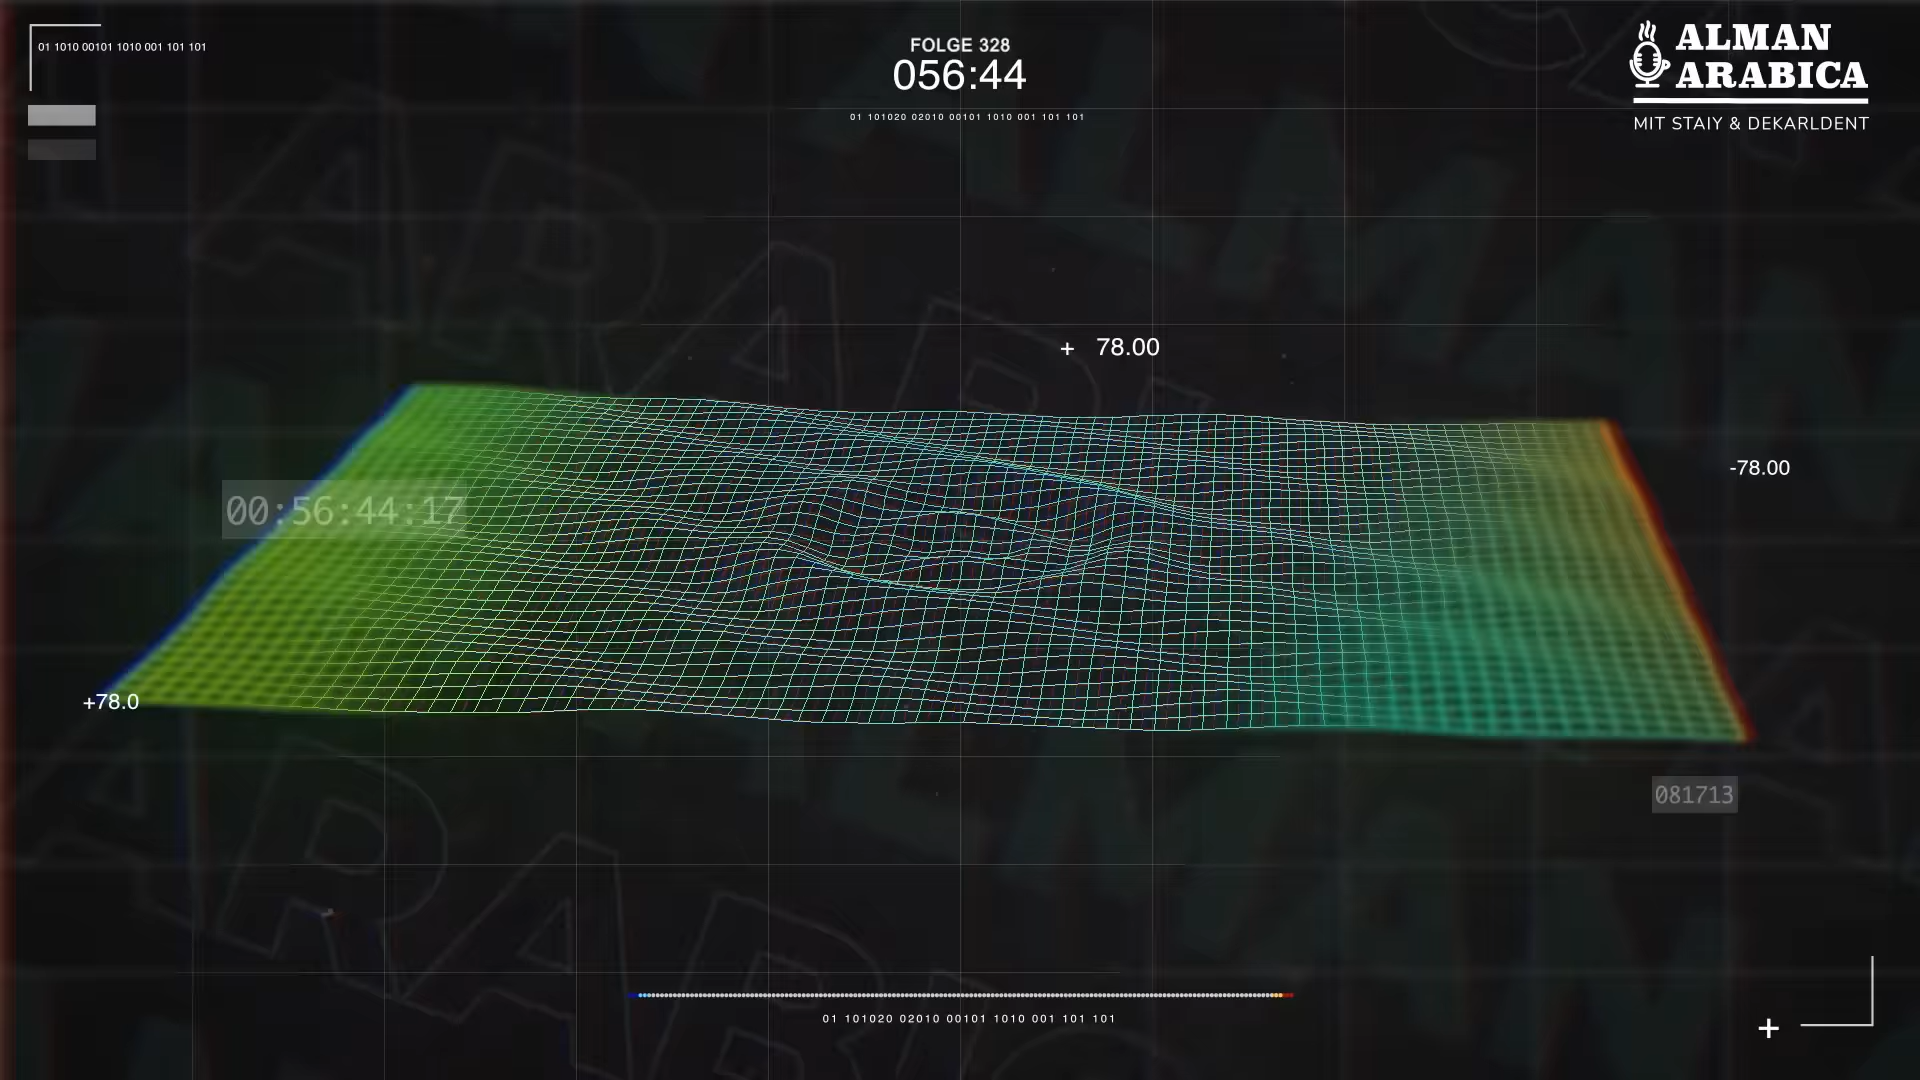 01 1010 00101 1010 001 101 101
FOLGE 328
056:44
01 101020 02010 00101 1010 001 101 101
ALMAN
ARABICA
MIT STAIY & DEKARLDENT
+ 78.00
-78.00
00:56:44:17
+78.0
081713
01 101020 02010 00101 1010 001 101 101
+